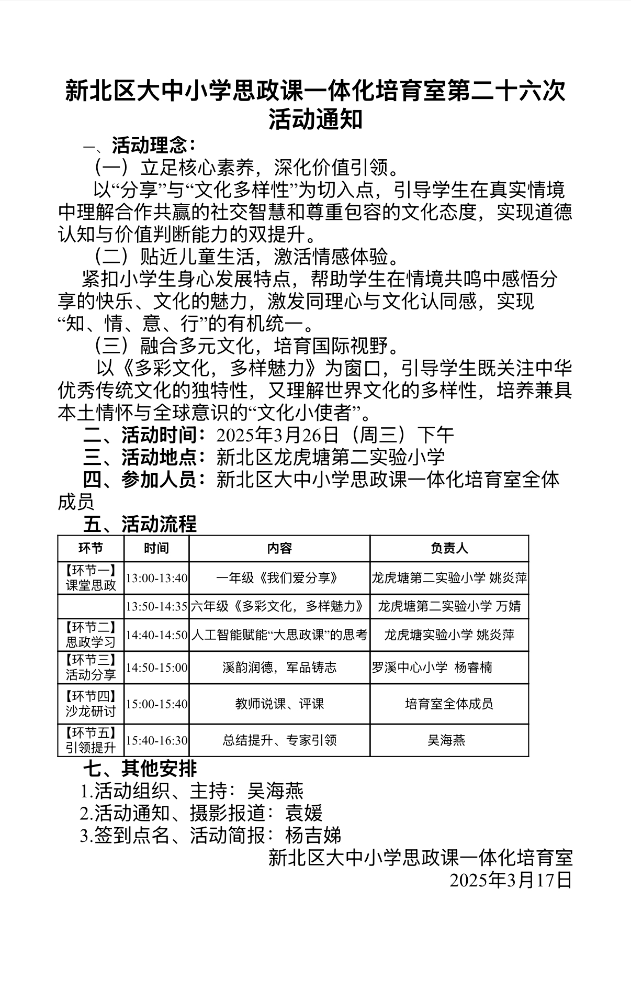 新北区大中小学思政课一体化培育室第二十六次
活动通知
一、活动理念：
（一）立足核心素养，深化价值引领。
以“分享”与“文化多样性”为切入点，引导学生在真实情境
中理解合作共赢的社交智慧和尊重包容的文化态度，实现道德
认知与价值判断能力的双提升。
（二）贴近儿童生活，激活情感体验。
紧扣小学生身心发展特点，帮助学生在情境共鸣中感悟分
享的快乐、文化的魅力，激发同理心与文化认同感，实现
“知、情、意、行”的有机统一。
（三）融合多元文化，培育国际视野。
以《多彩文化，多样魅力》为窗口，引导学生既关注中华
优秀传统文化的独特性，又理解世界文化的多样性，培养兼具
本土情怀与全球意识的“文化小使者”。
二、活动时间：2025年3月26日（周三）下午
三、活动地点：新北区龙虎塘第二实验小学
四、参加人员：新北区大中小学思政课一体化培育室全体
成员
五、活动流程
环节 时间 内容 负责人
【环节一】
课堂思政 13:00-13:40 一年级《我们爱分享》 龙虎塘第二实验小学 姚炎萍
13:50-14:35 六年级《多彩文化，多样魅力》 龙虎塘第二实验小学 万婧
【环节二】
思政学习 14:40-14:50 人工智能赋能“大思政课”的思考 龙虎塘实验小学 姚炎萍
【环节三】
活动分享 14:50-15:00 溪韵润德，军品铸志 罗溪中心小学 杨睿楠
【环节四】
沙龙研讨 15:00-15:40 教师说课、评课 培育室全体成员
【环节五】
引领提升 15:40-16:30 总结提升、专家引领 吴海燕
七、其他安排
1.活动组织、主持：吴海燕
2.活动通知、摄影报道：袁媛
3.签到点名、活动简报：杨吉娣
新北区大中小学思政课一体化培育室
2025年3月17日